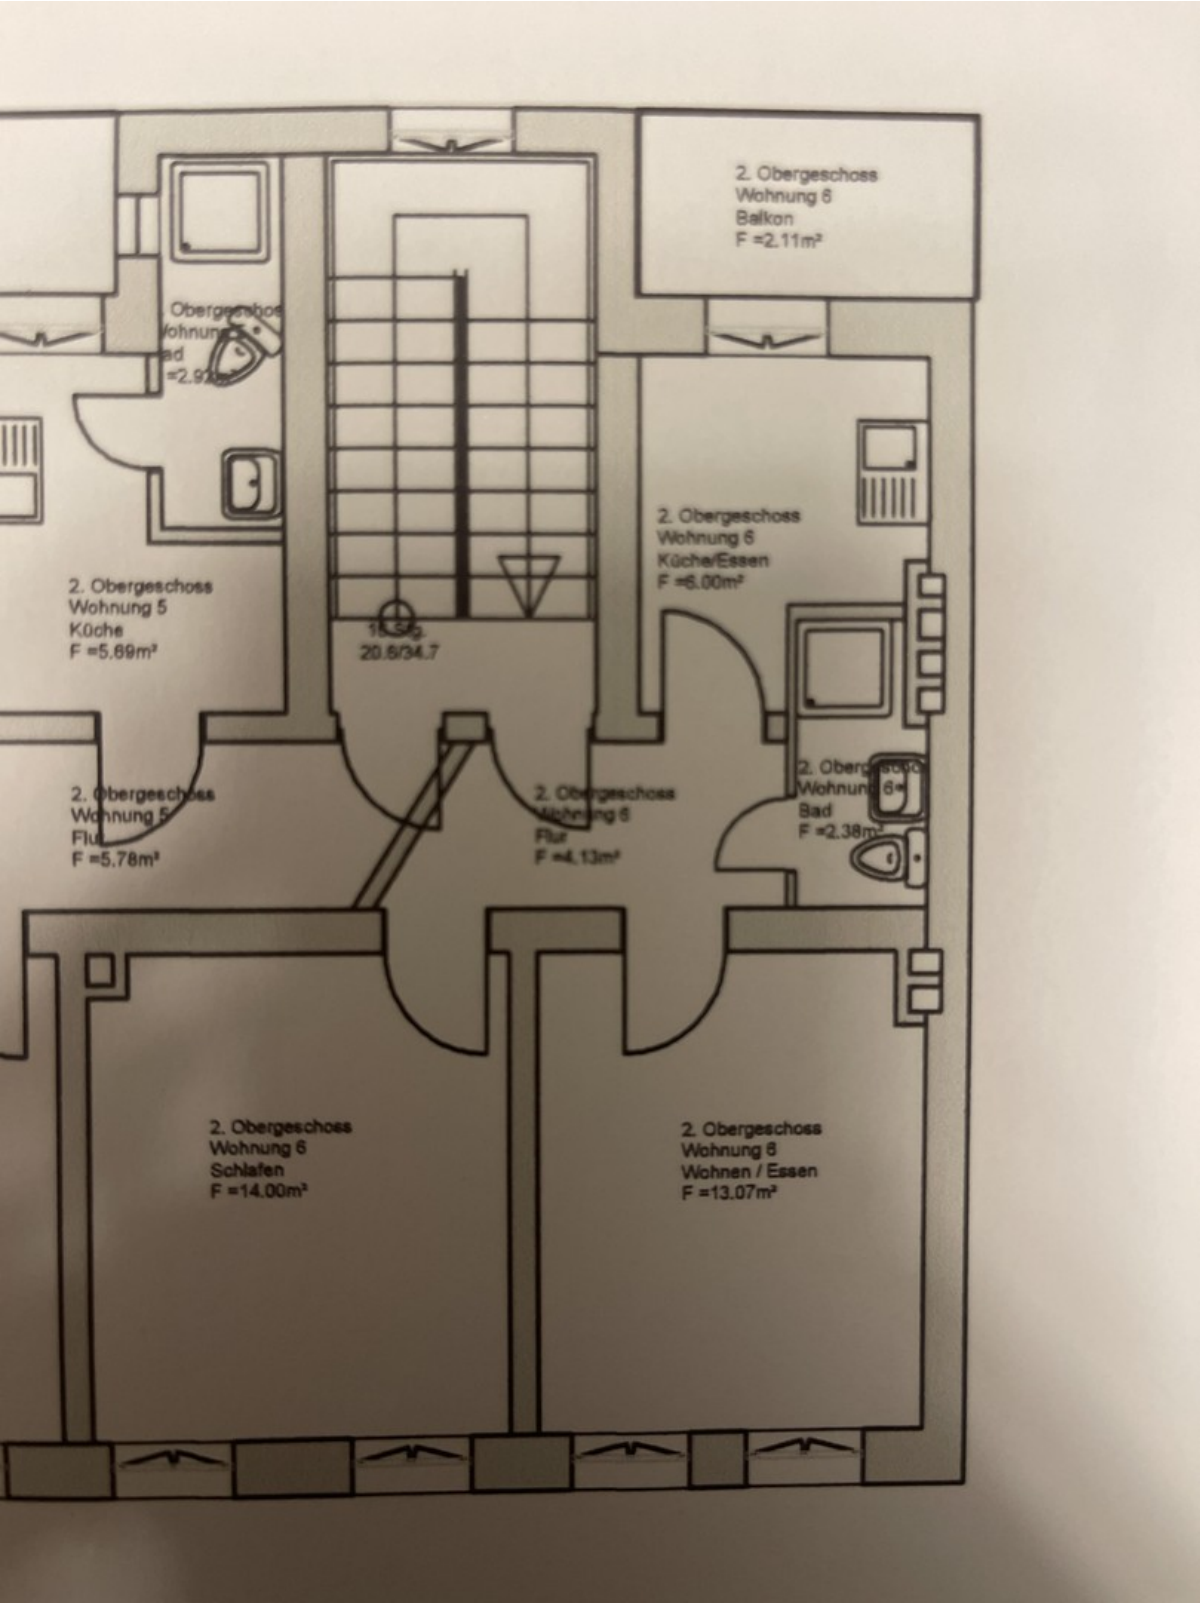 2. Obergeschoss
Wohnung 6
Balkon
F =2.11m²
Obergeschos
Wohnung
=2.92
2. Obergeschoss
Wohnung 6
Küche/Essen
F =6.00m²
2. Obergeschoss
Wohnung 5
Küche
F =5.69m²
Stg.
20.6/34.7
2. Obergeschoss
Wohnung 5
Flur
F =5.78m²
2. Obergeschoss
Wohnung 6
Flur
F =4.13m²
2. Obergeschoss
Wohnung 6
Bad
F =2.38m²
2. Obergeschoss
Wohnung 6
Schlafen
F =14.00m²
2. Obergeschoss
Wohnung 6
Wohnen / Essen
F =13.07m²